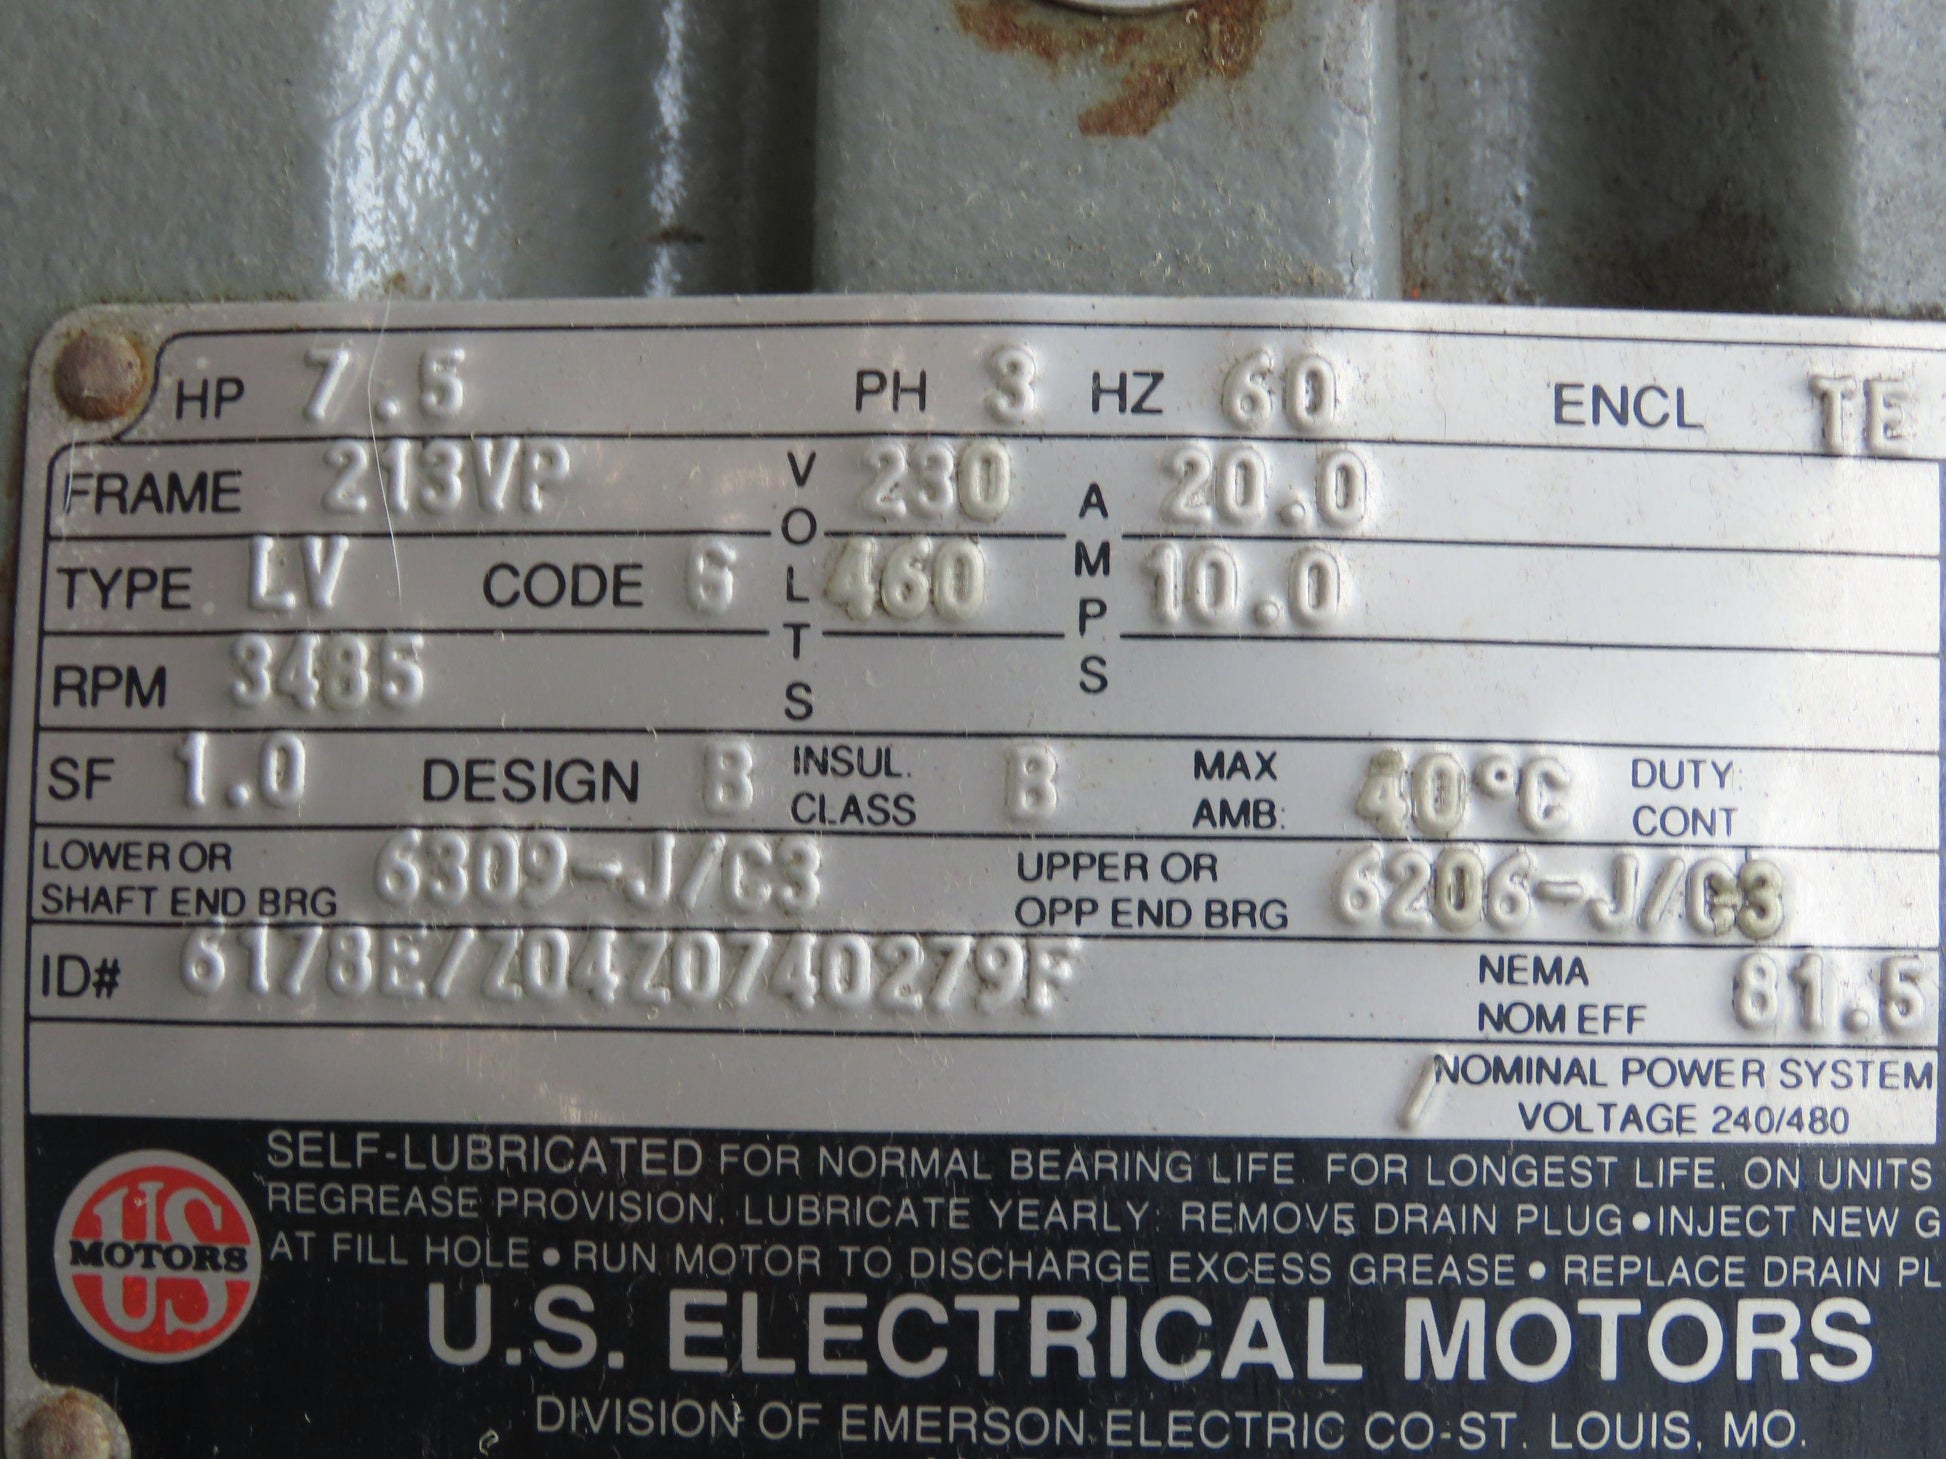 HP 7.5 PH 3 HZ 60 ENCL TE
FRAME 213VP VOLTS 230 AMPS 20.0
TYPE LV CODE G 460 10.0
RPM 3485
SF 1.0 DESIGN B INSUL. CLASS B MAX AMB: 40°C DUTY: CONT
LOWER OR SHAFT END BRG 6309-J/C3 UPPER OR OPP END BRG 6206-J/C3
ID# 6178E/Z04Z0740279F NEMA NOM EFF 81.5
/ NOMINAL POWER SYSTEM
VOLTAGE 240/480
SELF-LUBRICATED FOR NORMAL BEARING LIFE. FOR LONGEST LIFE, ON UNITS
REGREASE PROVISION, LUBRICATE YEARLY: REMOVE DRAIN PLUG • INJECT NEW G
AT FILL HOLE • RUN MOTOR TO DISCHARGE EXCESS GREASE • REPLACE DRAIN PL
US MOTORS US
U.S. ELECTRICAL MOTORS
DIVISION OF EMERSON ELECTRIC CO-ST. LOUIS, MO.